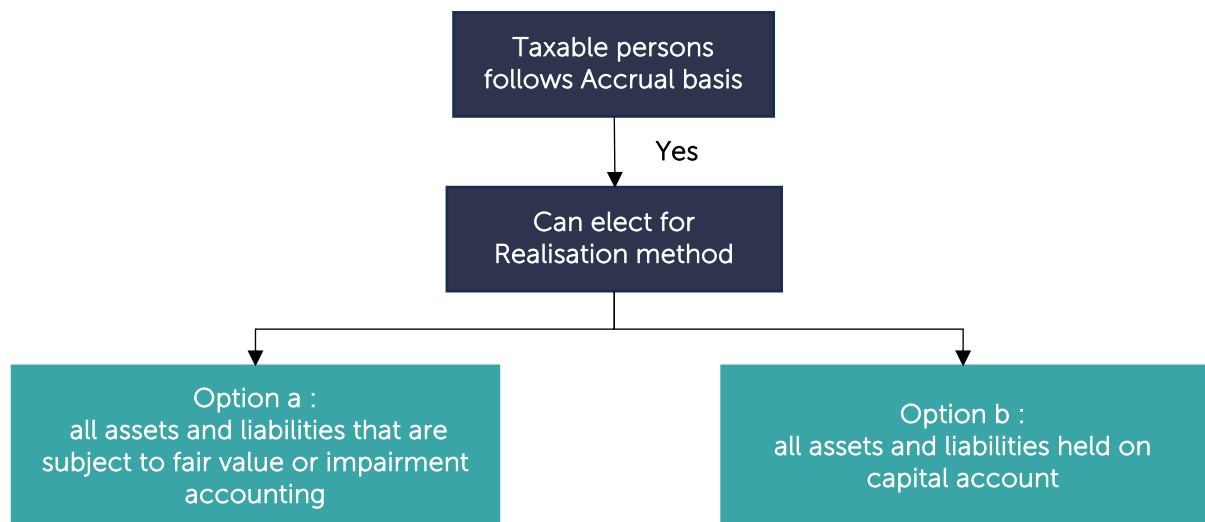 Taxable persons
follows Accrual basis
Yes
Can elect for
Realisation method
Option a :
all assets and liabilities that are
subject to fair value or impairment
accounting
Option b :
all assets and liabilities held on
capital account